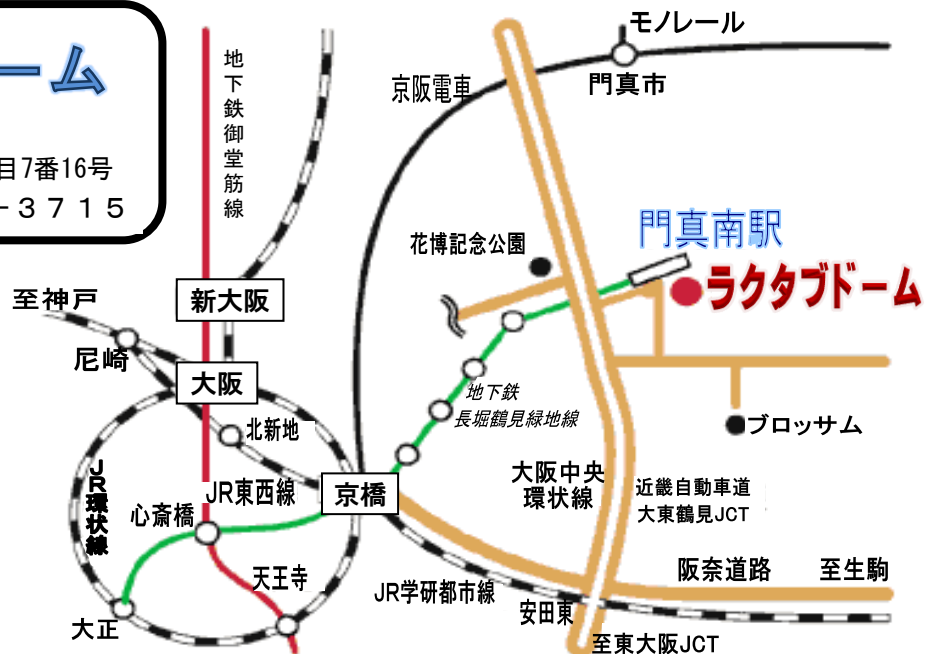 ーム
目7番16号
-3715
地下鉄御堂筋線
モノレール
京阪電車
門真市
花博記念公園
門真南駅
ラクタブドーム
至神戸
新大阪
尼崎
大阪
地下鉄
長堀鶴見緑地線
北新地
ブロッサム
JR環状線
JR東西線
京橋
大阪中央
環状線
近畿自動車道
大東鶴見JCT
心斎橋
天王寺
JR学研都市線
阪奈道路
至生駒
大正
安田東
至東大阪JCT